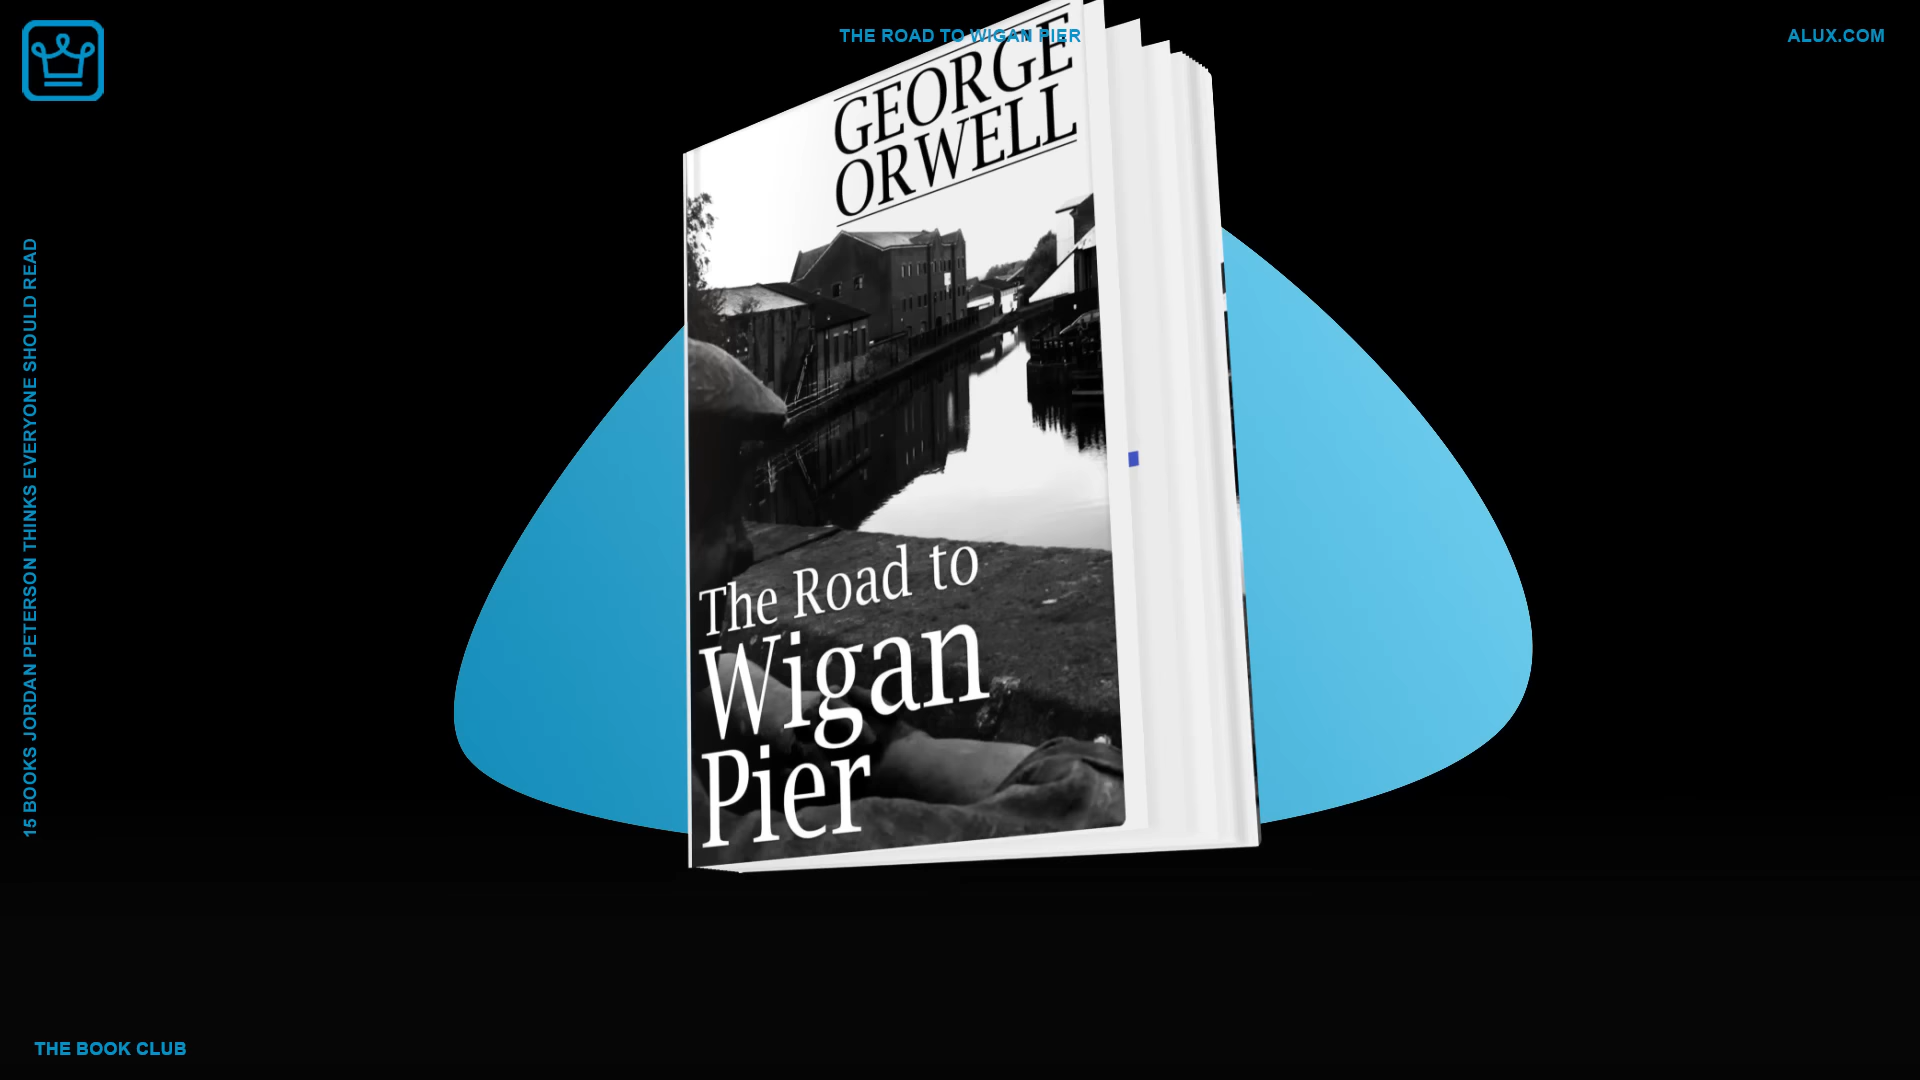 THE ROAD TO WIGAN PIER
ALUX.COM
GEORGE
ORWELL
15 BOOKS JORDAN PETERSON THINKS EVERYONE SHOULD READ
The Road to
Wigan
Pier
THE BOOK CLUB